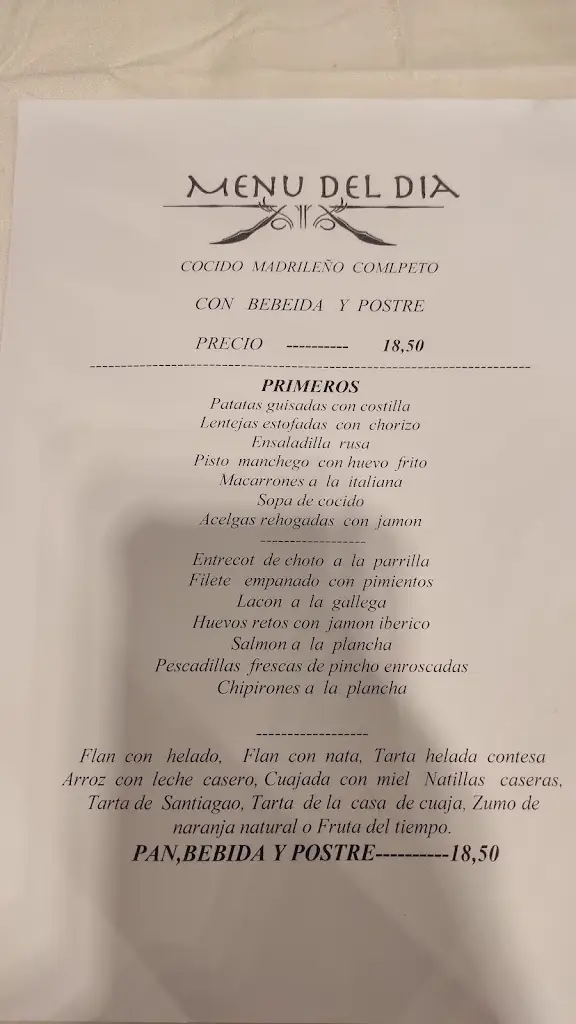 MENU DEL DIA
COCIDO MADRILEÑO COMLPETO
CON BEBEIDA Y POSTRE
PRECIO ---------- 18,50
PRIMEROS
Patatas guisadas con costilla
Lentejas estofadas con chorizo
Ensaladilla rusa
Pisto manchego con huevo frito
Macarrones a la italiana
Sopa de cocido
Acelgas rehogadas con jamon
Entrecot de choto a la parrilla
Filete empanado con pimientos
Lacon a la gallega
Huevos retos con jamon iberico
Salmon a la plancha
Pescadillas frescas de pincho enroscadas
Chipirones a la plancha
Flan con helado, Flan con nata, Tarta helada contesa
Arroz con leche casero, Cuajada con miel Natillas caseras,
Tarta de Santiagao, Tarta de la casa de cuaja, Zumo de
naranja natural o Fruta del tiempo.
PAN,BEBIDA Y POSTRE----------18,50